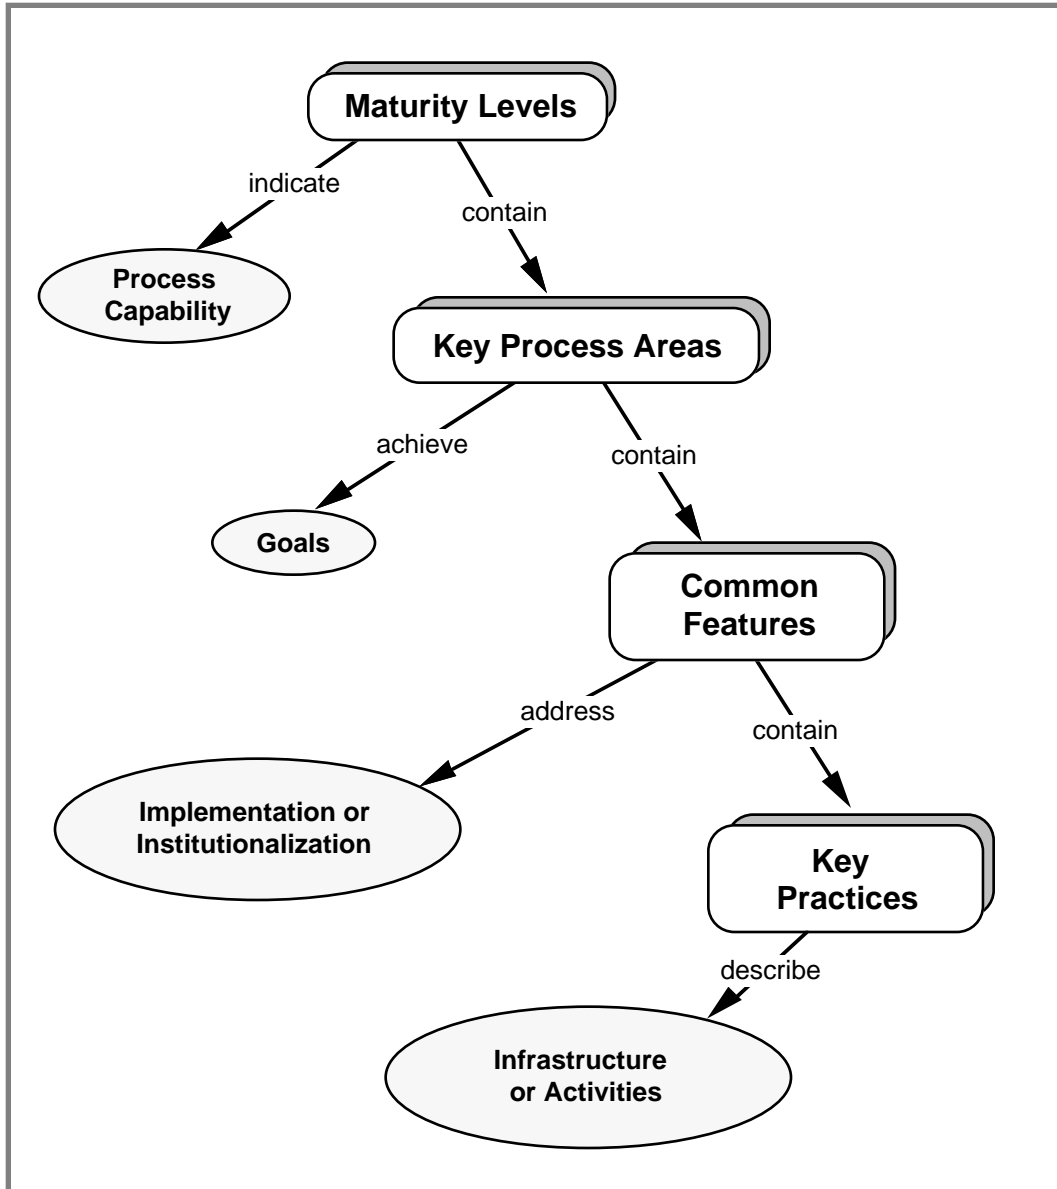 Maturity Levels
indicate
contain
Process
Capability
Key Process Areas
achieve
contain
Goals
Common
Features
address
contain
Implementation or
Institutionalization
Key
Practices
describe
Infrastructure
or Activities